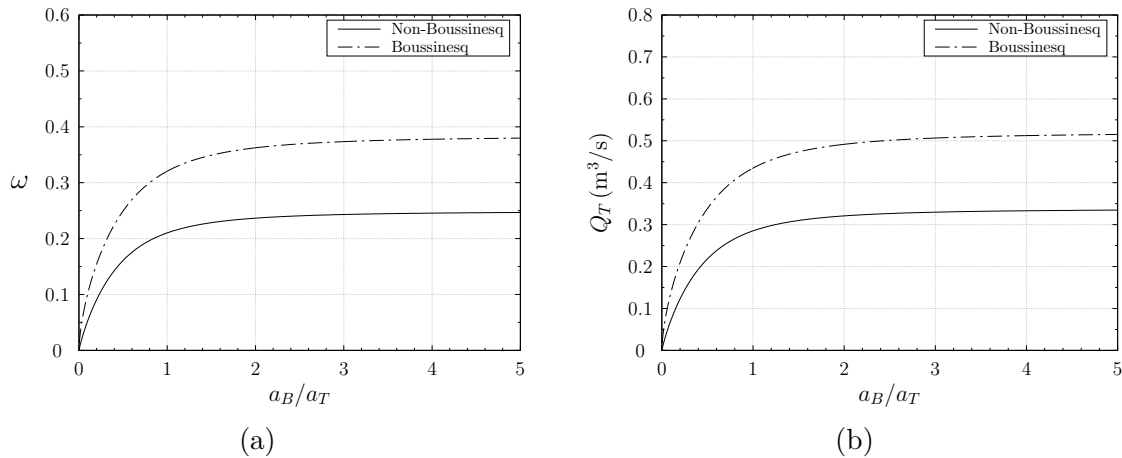 0.6
0.5
0.4
0.3
0.2
0.1
0
ε
0 1 2 3 4 5
a_B/a_T
Non-Boussinesq
Boussinesq
(a)
0.8
0.7
0.6
0.5
0.4
0.3
0.2
0.1
0
Q_T (m³/s)
0 1 2 3 4 5
a_B/a_T
Non-Boussinesq
Boussinesq
(b)